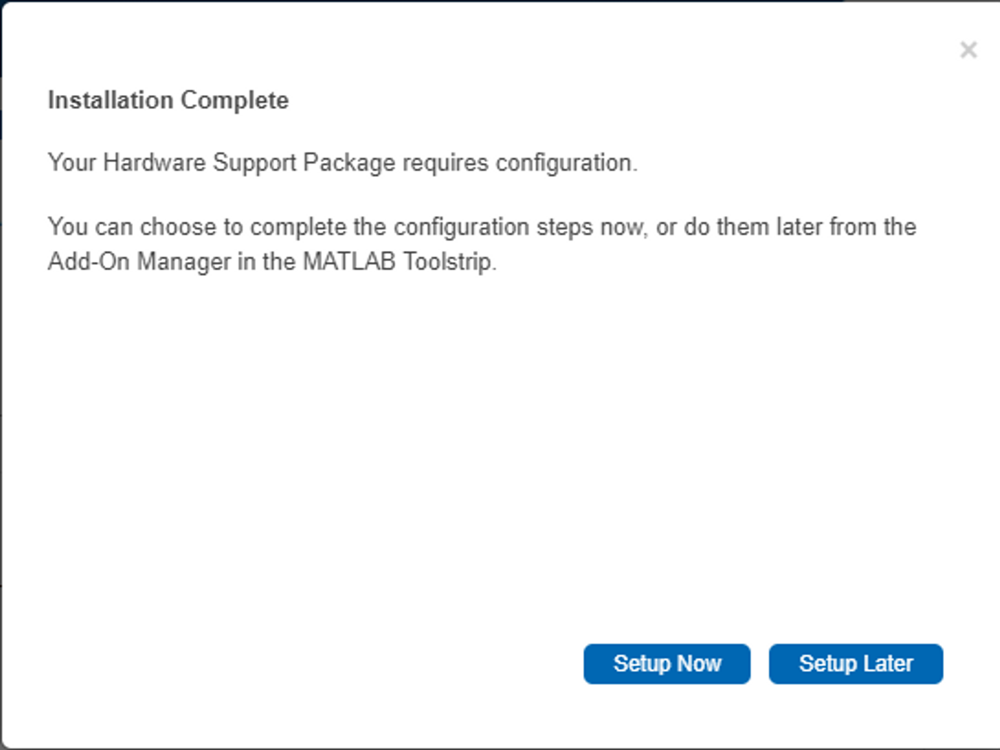 Installation Complete
Your Hardware Support Package requires configuration.
You can choose to complete the configuration steps now, or do them later from the
Add-On Manager in the MATLAB Toolstrip.
Setup Now
Setup Later